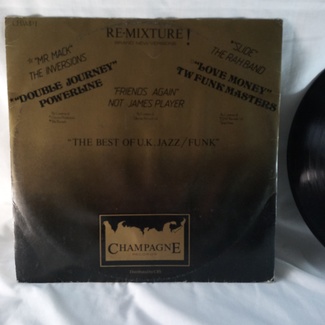 RE-MIXTURE!
"MR MACK"
THE INVERSIONS
"SLIDE"
THE RAH BAND
"DOUBLE JOURNEY"
POWERLINE
"FRIENDS AGAIN"
NOT JAMES PLAYER
"LOVE MONEY"
TW FUNK MASTERS
"THE BEST OF U.K. JAZZ/FUNK"
CHAMPAGNE